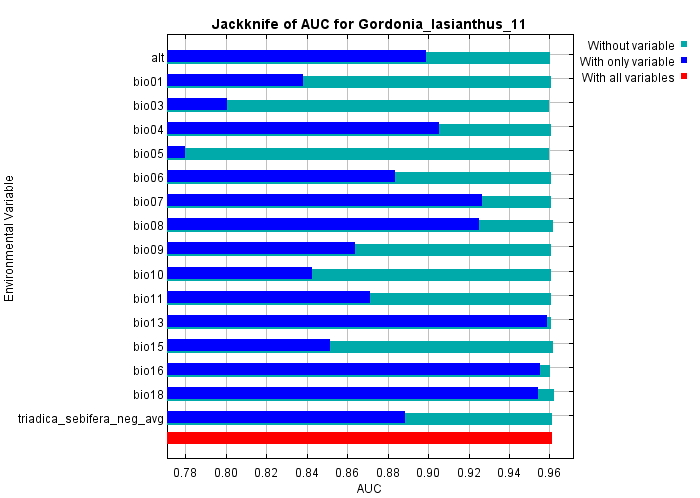 Jackknife of AUC for Gordonia_lasianthus_11
Without variable
With only variable
With all variables
Environmental Variable
alt
bio01
bio03
bio04
bio05
bio06
bio07
bio08
bio09
bio10
bio11
bio13
bio15
bio16
bio18
triadica_sebifera_neg_avg
0.78 0.80 0.82 0.84 0.86 0.88 0.90 0.92 0.94 0.96
AUC